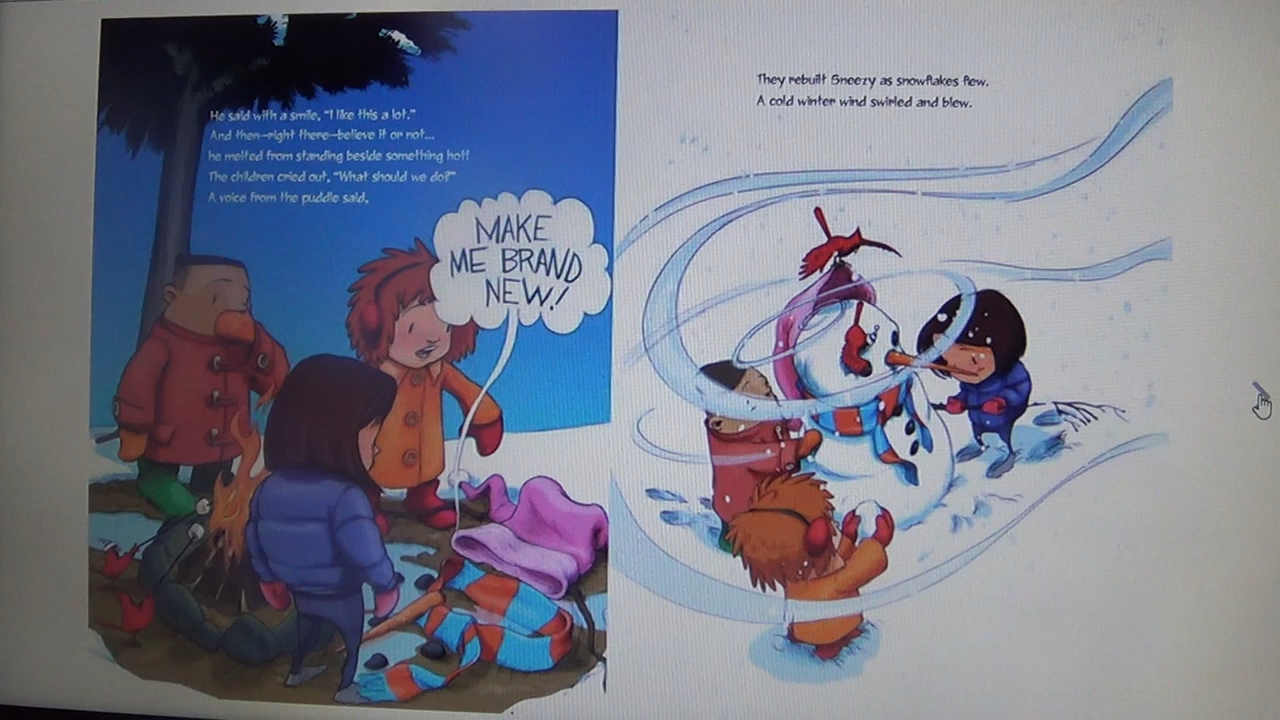 He said with a smile, "I like this a lot."
And then—right there—believe it or not...
he melted from standing beside something hot!
The children cried out, "What should we do?"
A voice from the puddle said,
MAKE
ME BRAND
NEW!
They rebuilt Sneezy as snowflakes flew.
A cold winter wind swirled and blew.